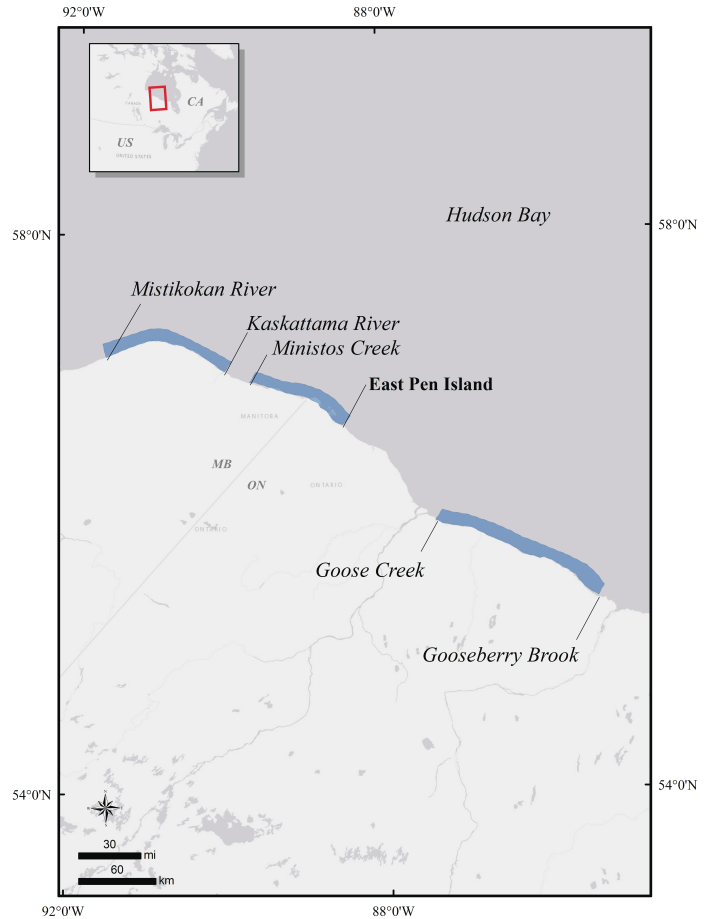 92°0'W
88°0'W
CANADA
CA
US
UNITED STATES
Hudson Bay
58°0'N
58°0'N
Mistikokan River
Kaskattama River
Ministos Creek
East Pen Island
MANITOBA
MB
ON
ONTARIO
ONTARIO
Goose Creek
Gooseberry Brook
54°0'N
54°0'N
30
mi
60
km
92°0'W
88°0'W